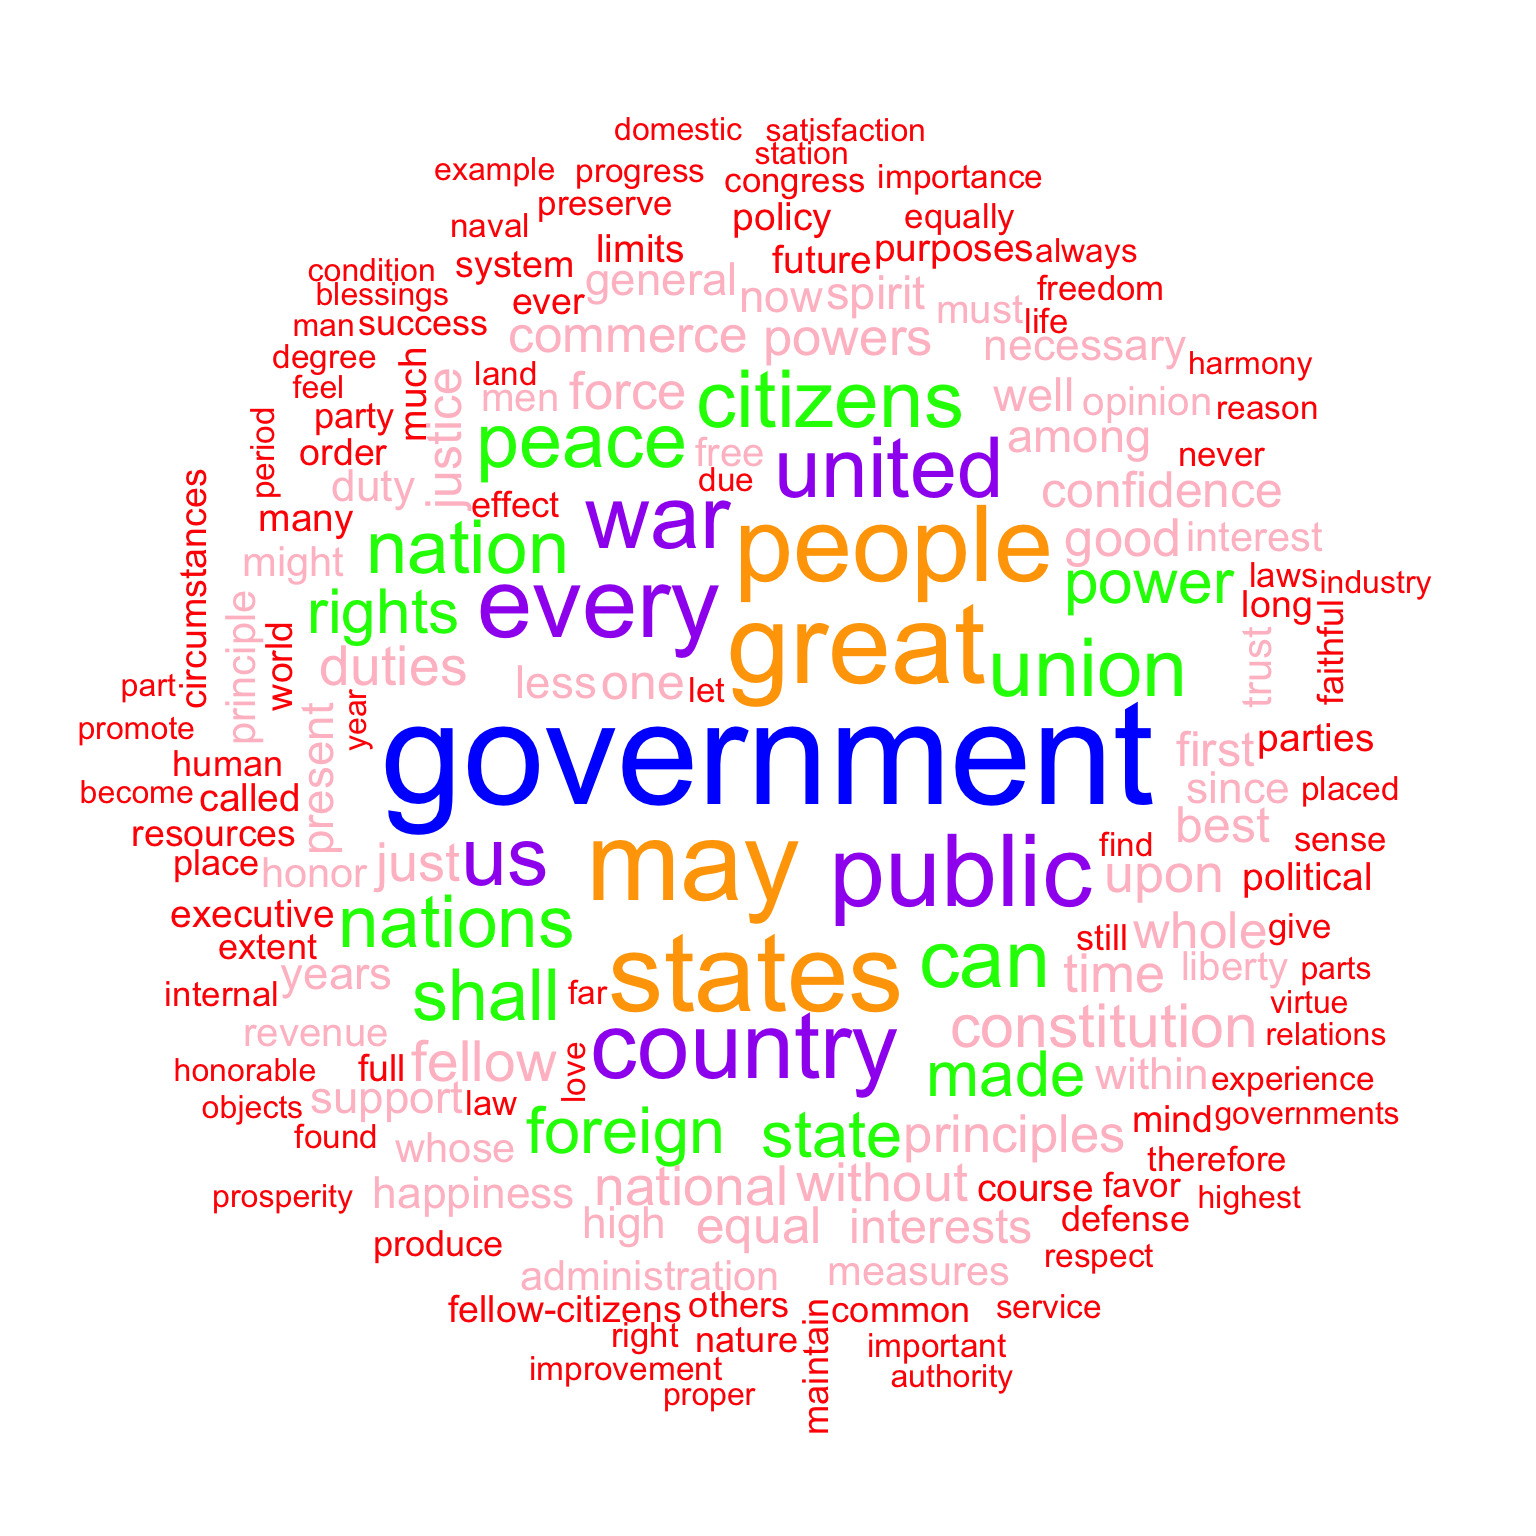 domestic
satisfaction
station
example
progress
congress
importance
preserve
naval
policy
equally
limits
system
future
purposes
always
condition
general
blessings
ever
now
spirit
freedom
man
success
must
life
commerce
powers
necessary
degree
harmony
feel
much
land
men
force
citizens
well
opinion
reason
party
justice
peace
free
united
among
never
order
period
duty
due
confidence
effect
many
war
people
good
interest
might
nation
circumstances
every
power
laws
industry
rights
great
long
faithful
principle
world
duties
less
one
let
union
trust
part
year
promote
government
first
parties
human
present
become
called
since
placed
resources
best
place
honor
just
us
may
public
find
sense
upon
political
executive
nations
extent
whole
give
still
can
internal
years
shall
far
states
time
liberty
parts
virtue
revenue
constitution
relations
country
honorable
full
fellow
love
made
within
experience
objects
support
law
found
whose
foreign
state
principles
mind
governments
therefore
prosperity
happiness
national
without
course
favor
highest
high
equal
interests
defense
produce
respect
administration
measures
fellow-citizens
others
maintain
common
service
right
nature
important
improvement
authority
proper